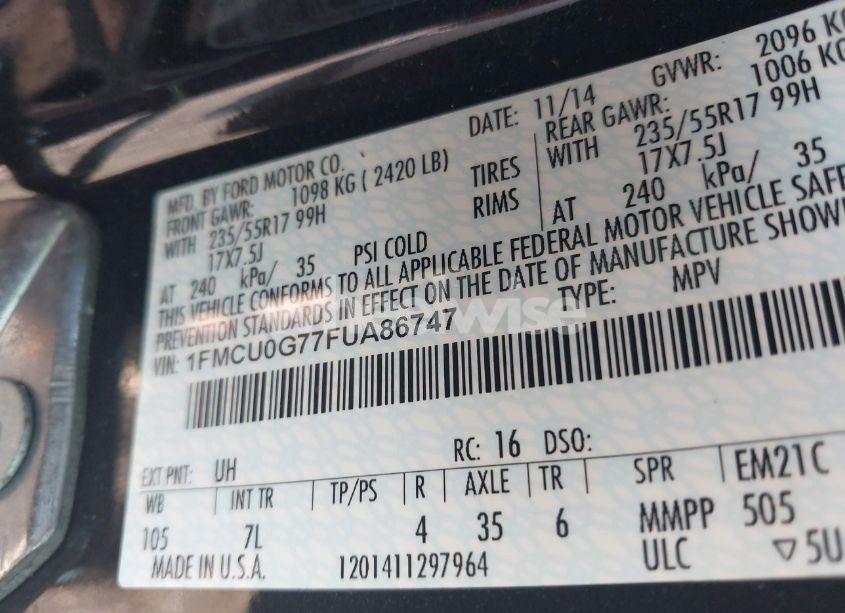 MFD. BY FORD MOTOR CO.
DATE: 11/14
GVWR: 2096 KG
FRONT GAWR: 1098 KG ( 2420 LB)
REAR GAWR: 1006 KG
WITH 235/55R17 99H TIRES WITH 235/55R17 99H
17X7.5J RIMS 17X7.5J
AT 240 kPa/ 35 PSI COLD AT 240 kPa/ 35
THIS VEHICLE CONFORMS TO ALL APPLICABLE FEDERAL MOTOR VEHICLE SAFE
PREVENTION STANDARDS IN EFFECT ON THE DATE OF MANUFACTURE SHOW
VIN: 1FMCU0G77FUA86747
TYPE: MPV
wise
RC: 16 DSO:
EXT PNT: UH
WB INT TR TP/PS R AXLE TR SPR EM21C
105 7L 4 35 6 MMPP 505
MADE IN U.S.A. 1201411297964 ULC ▽5U